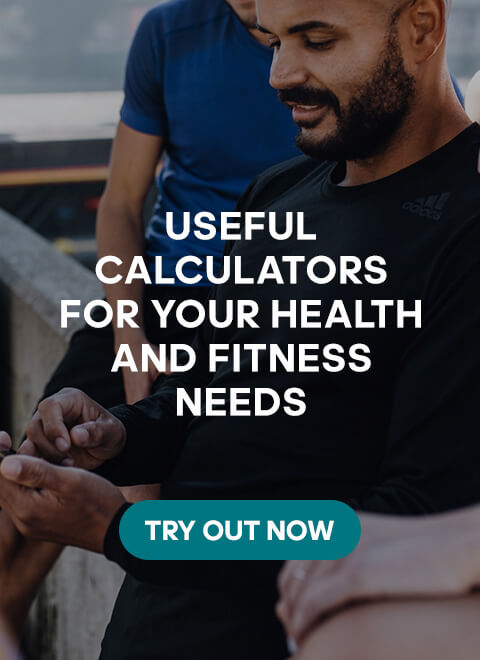 adidas
USEFUL
CALCULATORS
FOR YOUR HEALTH
AND FITNESS
NEEDS
TRY OUT NOW